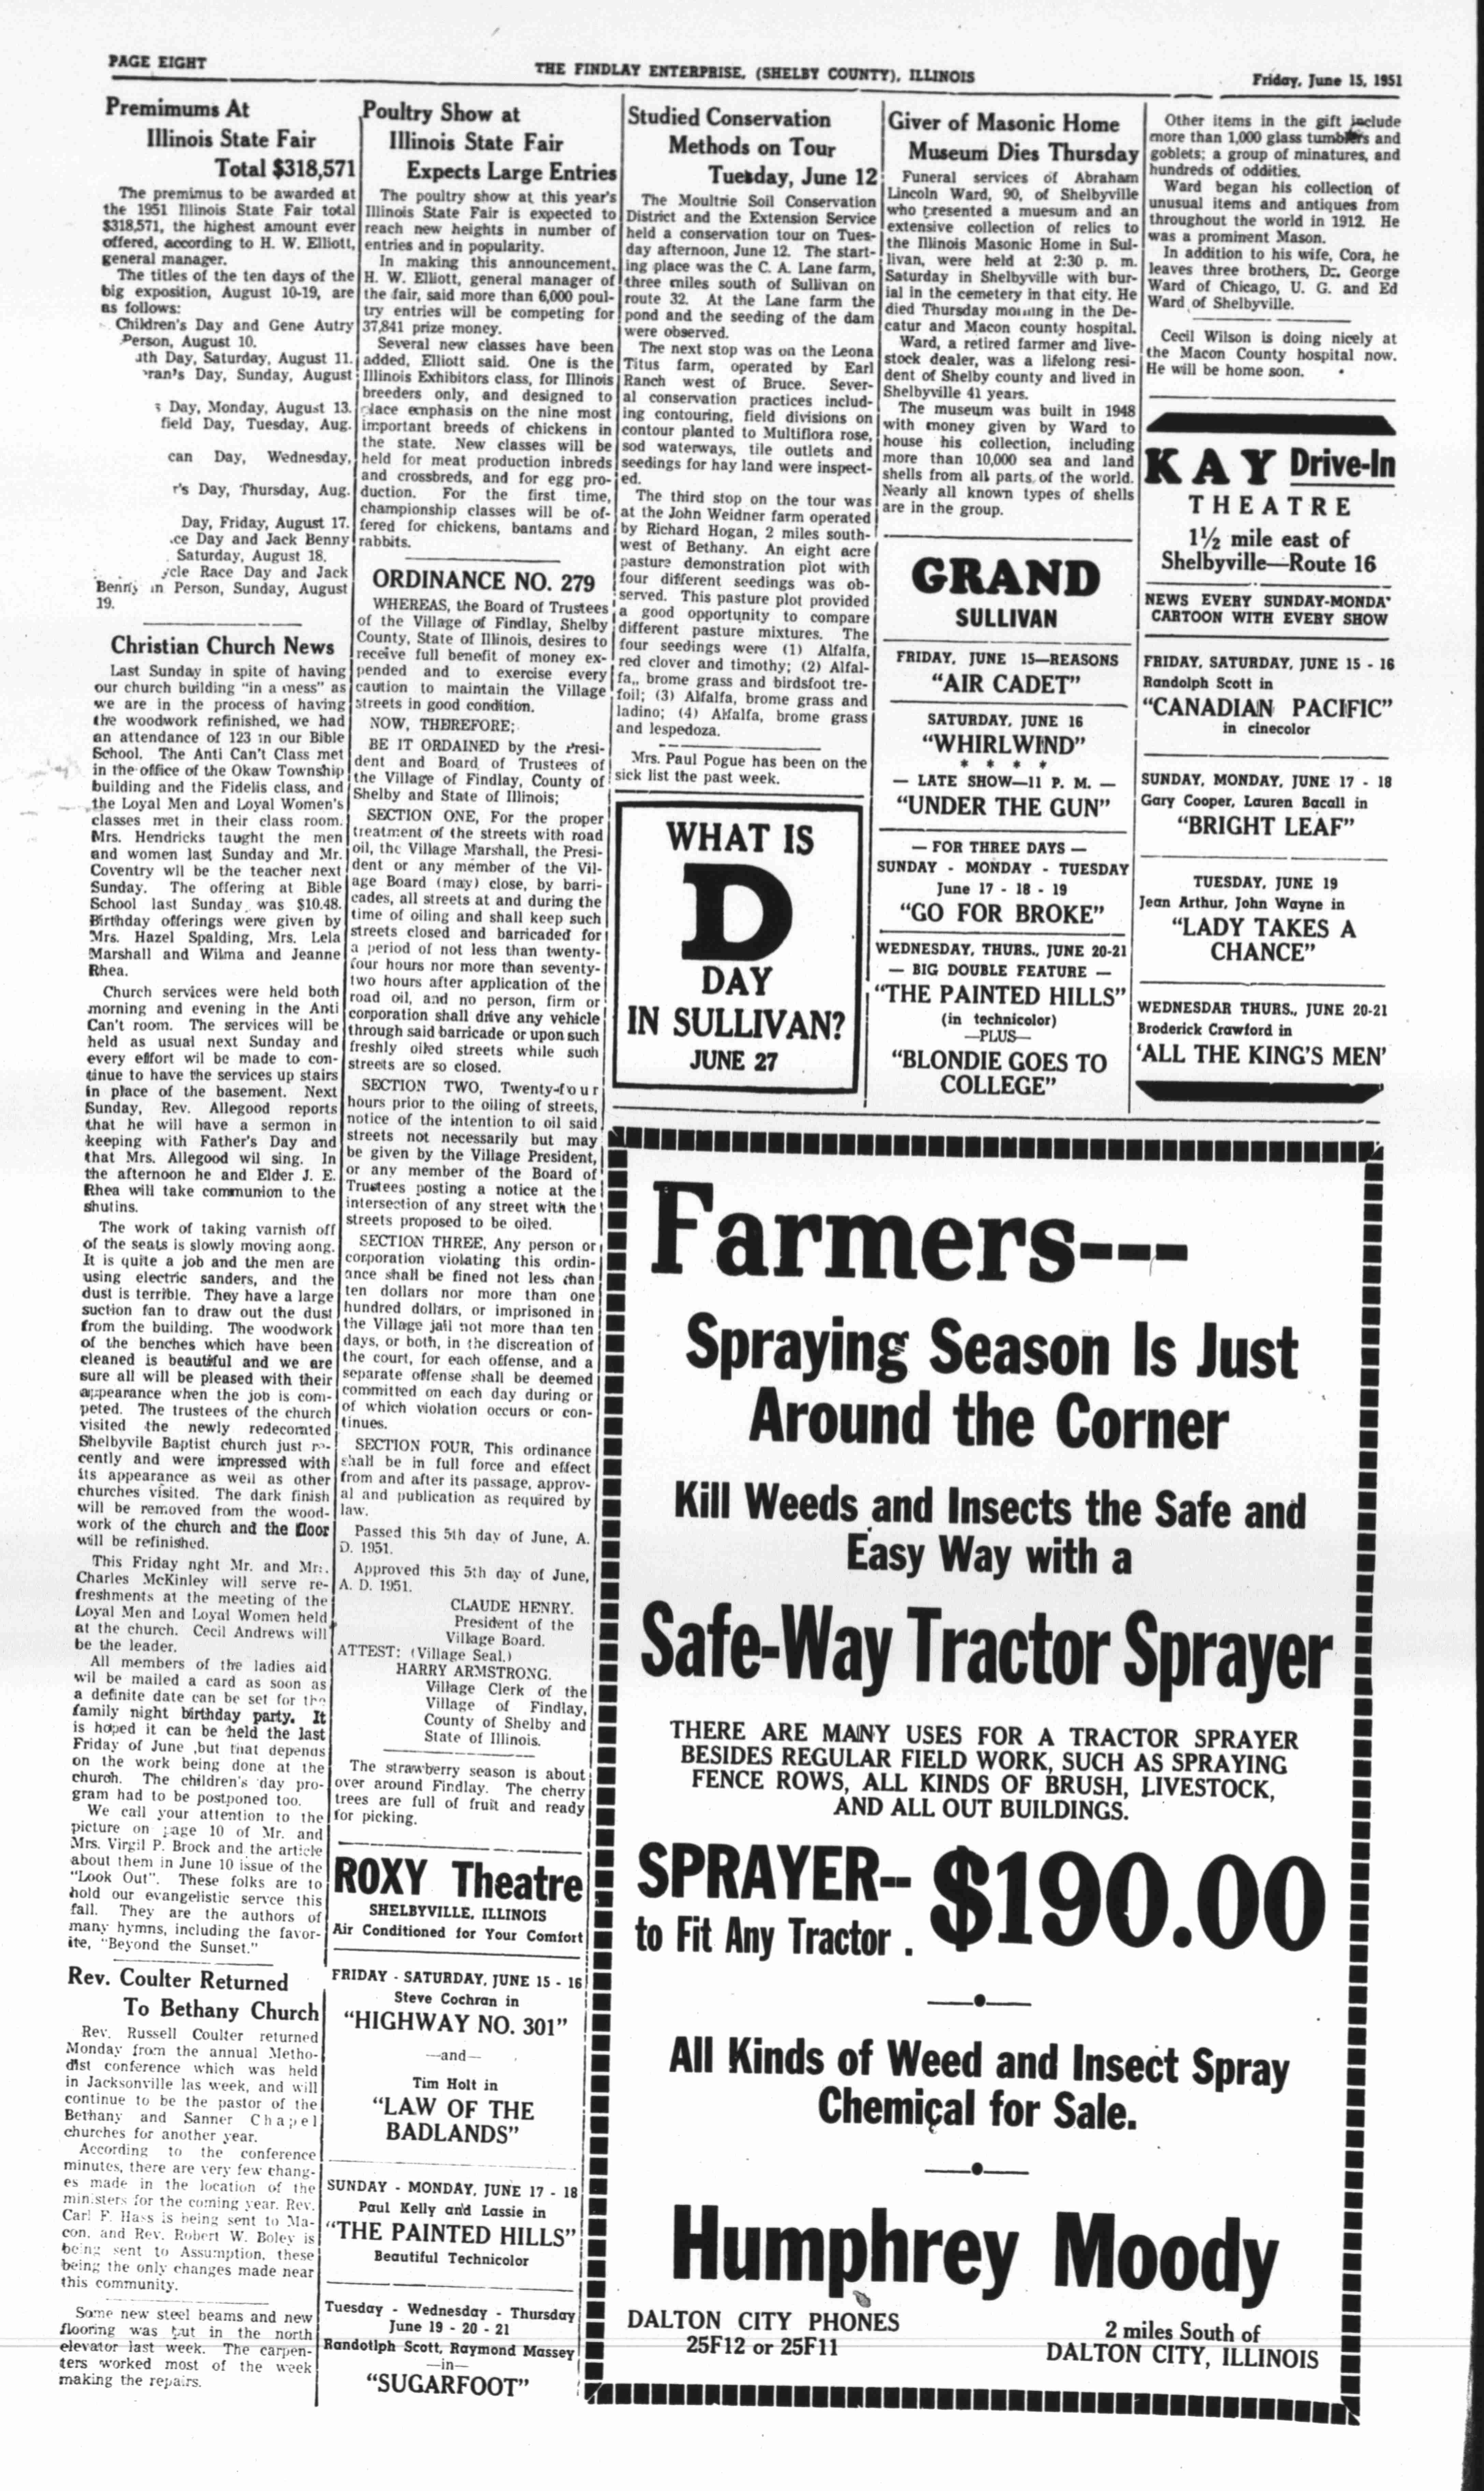 PAGE EIGHT
THE FINDLAY ENTERPRISE, (SHELBY COUNTY), ILLINOIS
Friday, June 15, 1951
Premimums At
Illinois State Fair
Total $318,571
The premimus to be awarded at
the 1951 Illinois State Fair total
$318,571, the highest amount ever
offered, according to H. W. Elliott,
general manager.
The titles of the ten days of the
big exposition, August 10-19, are
as follows:
Children's Day and Gene Autry
Person, August 10.
Day, Saturday, August 11.
Day, Sunday, August
Day, Monday, August 13.
field Day, Tuesday, Aug.
can Day, Wednesday,
r's Day, Thursday, Aug.
Day, Friday, August 17.
Day and Jack Benny
Saturday, August 18.
Race Day and Jack
Benny in Person, Sunday, August
19.
Christian Church News
Last Sunday in spite of having
our church building "in a mess" as
we are in the process of having
the woodwork refinished, we had
an attendance of 123 in our Bible
School. The Anti Can't Class met
in the office of the Okaw Township
building and the Fidelis class, and
the Loyal Men and Loyal Women's
classes met in their class room.
Mrs. Hendricks taught the men
and women last Sunday and Mr.
Coventry wll be the teacher next
Sunday. The offering at Bible
School last Sunday was $10.48.
Birthday offerings were given by
Mrs. Hazel Spalding, Mrs. Lela
Marshall and Wilma and Jeanne
Rhea.
Church services were held both
morning and evening in the Anti
Can't room. The services will be
held as usual next Sunday and
every effort wil be made to con-
tinue to have the services up stairs
in place of the basement. Next
Sunday, Rev. Allegood reports
that he will have a sermon in
keeping with Father's Day and
that Mrs. Allegood wil sing. In
the afternoon he and Elder J. E.
Rhea will take communion to the
shutins.
The work of taking varnish off
of the seats is slowly moving aong.
It is quite a job and the men are
using electric sanders, and the
dust is terrible. They have a large
suction fan to draw out the dust
from the building. The woodwork
of the benches which have been
cleaned is beautiful and we are
sure all will be pleased with their
appearance when the job is com-
peted. The trustees of the church
visited the newly redecorated
Shelbyvile Baptist church just re-
cently and were impressed with
its appearance as well as other
churches visited. The dark finish
will be removed from the wood-
work of the church and the floor
will be refinished.
This Friday nght Mr. and Mrs.
Charles McKinley will serve re-
freshments at the meeting of the
Loyal Men and Loyal Women held
at the church. Cecil Andrews will
be the leader.
All members of the ladies aid
wil be mailed a card as soon as
a definite date can be set for the
family night birthday party. It
is hoped it can be held the last
Friday of June ,but that depends
on the work being done at the
church. The children's day pro-
gram had to be postponed too.
We call your attention to the
picture on page 10 of Mr. and
Mrs. Virgil P. Brock and the article
about them in June 10 issue of the
"Look Out". These folks are to
hold our evangelistic servce this
fall. They are the authors of
many hymns, including the favor-
ite, "Beyond the Sunset."
Rev. Coulter Returned
To Bethany Church
Rev. Russell Coulter returned
Monday from the annual Metho-
dist conference which was held
in Jacksonville las week, and will
continue to be the pastor of the
Bethany and Sanner Chapel
churches for another year.
According to the conference
minutes, there are very few chang-
es made in the location of the
ministers for the coming year. Rev.
Carl F. Hass is being sent to Ma-
con, and Rev. Robert W. Boley is
being sent to Assumption, these
being the only changes made near
this community.
Some new steel beams and new
flooring was put in the north
elevator last week. The carpen-
ters worked most of the week
making the repairs.
Poultry Show at
Illinois State Fair
Expects Large Entries
The poultry show at this year's
Illinois State Fair is expected to
reach new heights in number of
entries and in popularity.
In making this announcement,
H. W. Elliott, general manager of
the fair, said more than 6,000 poul-
try entries will be competing for
37,841 prize money.
Several new classes have been
added, Elliott said. One is the
Illinois Exhibitors class, for Illinois
breeders only, and designed to
place emphasis on the nine most
important breeds of chickens in
the state. New classes will be
held for meat production inbreds
and crossbreds, and for egg pro-
duction. For the first time,
championship classes will be of-
fered for chickens, bantams and
rabbits.
ORDINANCE NO. 279
WHEREAS, the Board of Trustees
of the Village of Findlay, Shelby
County, State of Illinois, desires to
receive full benefit of money ex-
pended and to exercise every
caution to maintain the Village
streets in good condition.
NOW, THEREFORE;
BE IT ORDAINED by the Presi-
dent and Board of Trustees of
the Village of Findlay, County of
Shelby and State of Illinois;
SECTION ONE, For the proper
treatment of the streets with road
oil, the Village Marshall, the Presi-
dent or any member of the Vil-
age Board (may) close, by barri-
cades, all streets at and during the
time of oiling and shall keep such
streets closed and barricaded for
a period of not less than twenty-
four hours nor more than seventy-
two hours after application of the
road oil, and no person, firm or
corporation shall drive any vehicle
through said barricade or upon such
freshly oiled streets while such
streets are so closed.
SECTION TWO, Twenty-four
hours prior to the oiling of streets,
notice of the intention to oil said
streets not necessarily but may
be given by the Village President,
or any member of the Board of
Trustees posting a notice at the
intersection of any street with the
streets proposed to be oiled.
SECTION THREE, Any person or
corporation violating this ordin-
ance shall be fined not less than
ten dollars nor more than one
hundred dollars, or imprisoned in
the Village jail not more than ten
days, or both, in the discreation of
the court, for each offense, and a
separate offense shall be deemed
committed on each day during or
of which violation occurs or con-
tinues.
SECTION FOUR, This ordinance
shall be in full force and effect
from and after its passage, approv-
al and publication as required by
law.
Passed this 5th day of June, A.
D. 1951.
Approved this 5th day of June,
A. D. 1951.
CLAUDE HENRY.
President of the
Village Board.
ATTEST: (Village Seal.)
HARRY ARMSTRONG.
Village Clerk of the
Village of Findlay,
County of Shelby and
State of Illinois.
The strawberry season is about
over around Findlay. The cherry
trees are full of fruit and ready
for picking.
ROXY Theatre
SHELBYVILLE, ILLINOIS
Air Conditioned for Your Comfort
FRIDAY - SATURDAY, JUNE 15 - 16
Steve Cochran in
"HIGHWAY NO. 301"
—and—
Tim Holt in
"LAW OF THE
BADLANDS"
SUNDAY - MONDAY, JUNE 17 - 18
Paul Kelly and Lassie in
"THE PAINTED HILLS"
Beautiful Technicolor
Tuesday - Wednesday - Thursday
June 19 - 20 - 21
Randotlph Scott, Raymond Massey
—in—
"SUGARFOOT"
Studied Conservation
Methods on Tour
Tuesday, June 12
The Moultrie Soil Conservation
District and the Extension Service
held a conservation tour on Tues-
day afternoon, June 12. The start-
ing place was the C. A. Lane farm,
three miles south of Sullivan on
route 32. At the Lane farm the
pond and the seeding of the dam
were observed.
The next stop was on the Leona
Titus farm, operated by Earl
Ranch west of Bruce. Sever-
al conservation practices includ-
ing contouring, field divisions on
contour planted to Multiflora rose,
sod waterways, tile outlets and
seedings for hay land were inspect-
ed.
The third stop on the tour was
at the John Weidner farm operated
by Richard Hogan, 2 miles south-
west of Bethany. An eight acre
pasture demonstration plot with
four different seedings was ob-
served. This pasture plot provided
a good opportunity to compare
different pasture mixtures. The
four seedings were (1) Alfalfa,
red clover and timothy; (2) Alfal-
fa,, brome grass and birdsfoot tre-
foil; (3) Alfalfa, brome grass and
ladino; (4) Alfalfa, brome grass
and lespedoza.
Mrs. Paul Pogue has been on the
sick list the past week.
WHAT IS
D
DAY
IN SULLIVAN?
JUNE 27
Giver of Masonic Home
Museum Dies Thursday
Funeral services of Abraham
Lincoln Ward, 90, of Shelbyville
who presented a muesum and an
extensive collection of relics to
the Illinois Masonic Home in Sul-
livan, were held at 2:30 p. m.
Saturday in Shelbyville with bur-
ial in the cemetery in that city. He
died Thursday morning in the De-
catur and Macon county hospital.
Ward, a retired farmer and live-
stock dealer, was a lifelong resi-
dent of Shelby county and lived in
Shelbyville 41 years.
The museum was built in 1948
with money given by Ward to
house his collection, including
more than 10,000 sea and land
shells from all parts of the world.
Nearly all known types of shells
are in the group.
GRAND
SULLIVAN
FRIDAY, JUNE 15—REASONS
"AIR CADET"
SATURDAY, JUNE 16
"WHIRLWIND"
* * * *
— LATE SHOW—11 P. M. —
"UNDER THE GUN"
— FOR THREE DAYS —
SUNDAY - MONDAY - TUESDAY
June 17 - 18 - 19
"GO FOR BROKE"
WEDNESDAY, THURS., JUNE 20-21
— BIG DOUBLE FEATURE —
"THE PAINTED HILLS"
(in technicolor)
—PLUS—
"BLONDIE GOES TO
COLLEGE"
Other items in the gift include
more than 1,000 glass tumblers and
goblets; a group of minatures, and
hundreds of oddities.
Ward began his collection of
unusual items and antiques from
throughout the world in 1912. He
was a prominent Mason.
In addition to his wife, Cora, he
leaves three brothers, Dr. George
Ward of Chicago, U. G. and Ed
Ward of Shelbyville.
Cecil Wilson is doing nicely at
the Macon County hospital now.
He will be home soon.
KAY Drive-In
THEATRE
1½ mile east of
Shelbyville—Route 16
NEWS EVERY SUNDAY-MONDA
CARTOON WITH EVERY SHOW
FRIDAY, SATURDAY, JUNE 15 - 16
Randolph Scott in
"CANADIAN PACIFIC"
in cinecolor
SUNDAY, MONDAY, JUNE 17 - 18
Gary Cooper, Lauren Bacall in
"BRIGHT LEAF"
TUESDAY, JUNE 19
Jean Arthur, John Wayne in
"LADY TAKES A
CHANCE"
WEDNESDAR THURS., JUNE 20-21
Broderick Crawford in
'ALL THE KING'S MEN'
Farmers---
Spraying Season Is Just
Around the Corner
Kill Weeds and Insects the Safe and
Easy Way with a
Safe-Way Tractor Sprayer
THERE ARE MANY USES FOR A TRACTOR SPRAYER
BESIDES REGULAR FIELD WORK, SUCH AS SPRAYING
FENCE ROWS, ALL KINDS OF BRUSH, LIVESTOCK,
AND ALL OUT BUILDINGS.
SPRAYER--
to Fit Any Tractor .
$190.00
All Kinds of Weed and Insect Spray
Chemical for Sale.
Humphrey Moody
DALTON CITY PHONES
25F12 or 25F11
2 miles South of
DALTON CITY, ILLINOIS